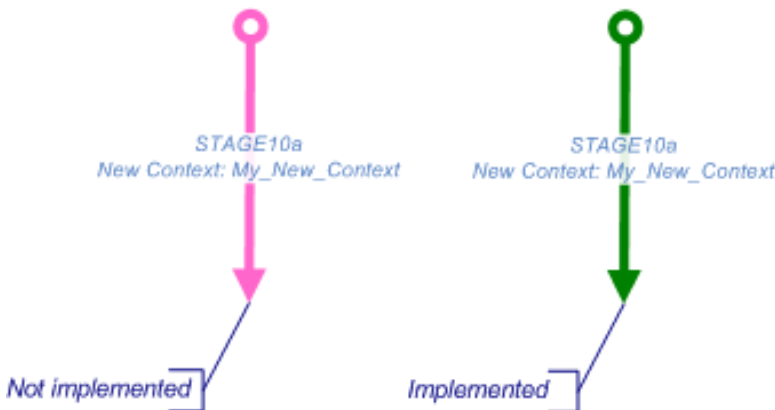 STAGE10a
New Context: My_New_Context
Not implemented
STAGE10a
New Context: My_New_Context
Implemented